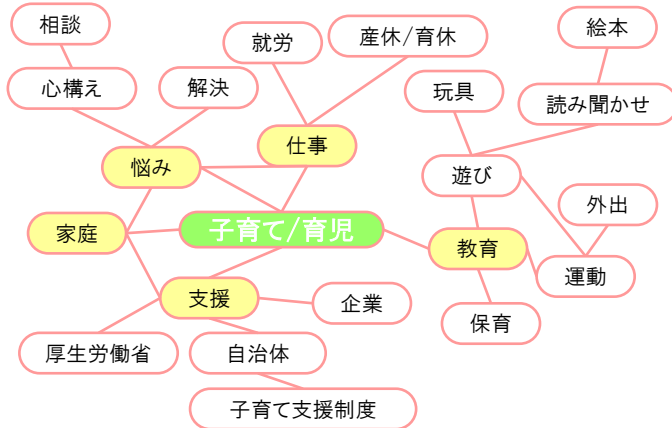 相談
絵本
就労
産休/育休
心構え
解決
玩具
読み聞かせ
仕事
悩み
遊び
外出
家庭
子育て/育児
教育
運動
支援
企業
保育
厚生労働省
自治体
子育て支援制度